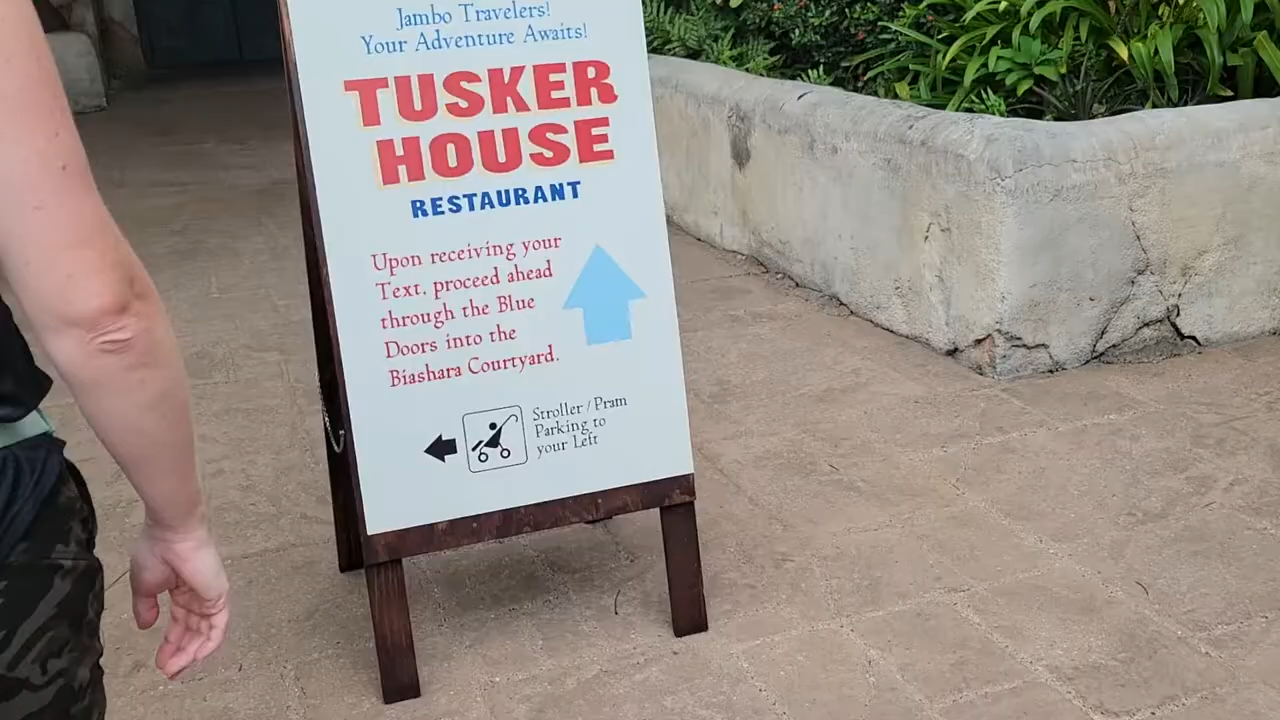 Jambo Travelers!
Your Adventure Awaits!
TUSKER
HOUSE
RESTAURANT
Upon receiving your
Text, proceed ahead
through the Blue
Doors into the
Biashara Courtyard.
Stroller / Pram
Parking to
your Left